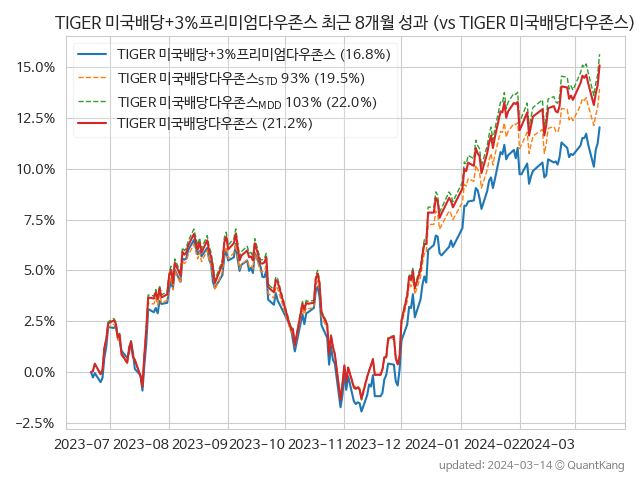 TIGER 미국배당+3%프리미엄다우존스 최근 8개월 성과 (vs TIGER 미국배당다우존스)
TIGER 미국배당+3%프리미엄다우존스 (16.8%)
TIGER 미국배당다우존스STD 93% (19.5%)
TIGER 미국배당다우존스MDD 103% (22.0%)
TIGER 미국배당다우존스 (21.2%)
15.0%
12.5%
10.0%
7.5%
5.0%
2.5%
0.0%
−2.5%
2023-07 2023-08 2023-09 2023-10 2023-11 2023-12 2024-01 2024-02 2024-03
updated: 2024-03-14 © QuantKang